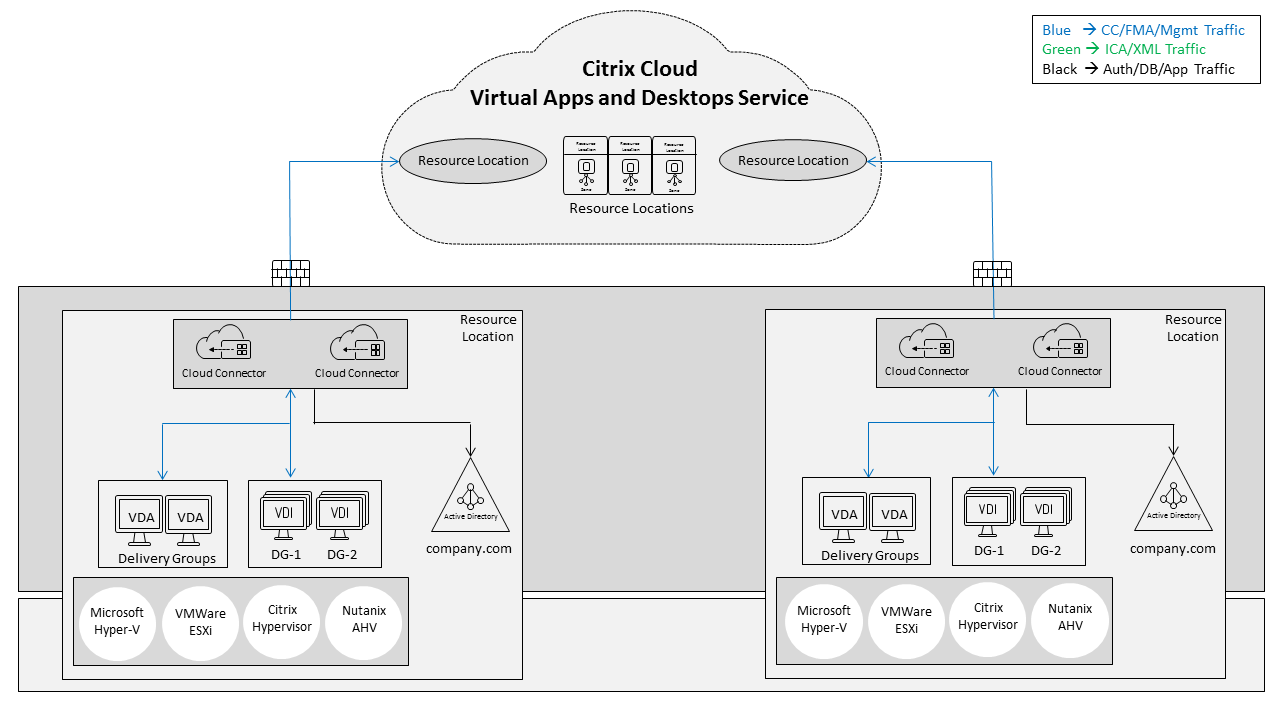 Blue → CC/FMA/Mgmt Traffic
Green → ICA/XML Traffic
Black → Auth/DB/App Traffic
Citrix Cloud
Virtual Apps and Desktops Service
Resource Location
Resource
Location
Resource
Location
Resource
Location
Zone
Zone
Zone
Resource Locations
Resource Location
Resource
Location
Cloud Connector
Cloud Connector
VDA
VDA
Delivery Groups
VDI
VDI
DG-1
DG-2
Active Directory
company.com
Microsoft
Hyper-V
VMWare
ESXi
Citrix
Hypervisor
Nutanix
AHV
Resource
Location
Cloud Connector
Cloud Connector
VDA
VDA
Delivery Groups
VDI
VDI
DG-1
DG-2
Active Directory
company.com
Microsoft
Hyper-V
VMWare
ESXi
Citrix
Hypervisor
Nutanix
AHV